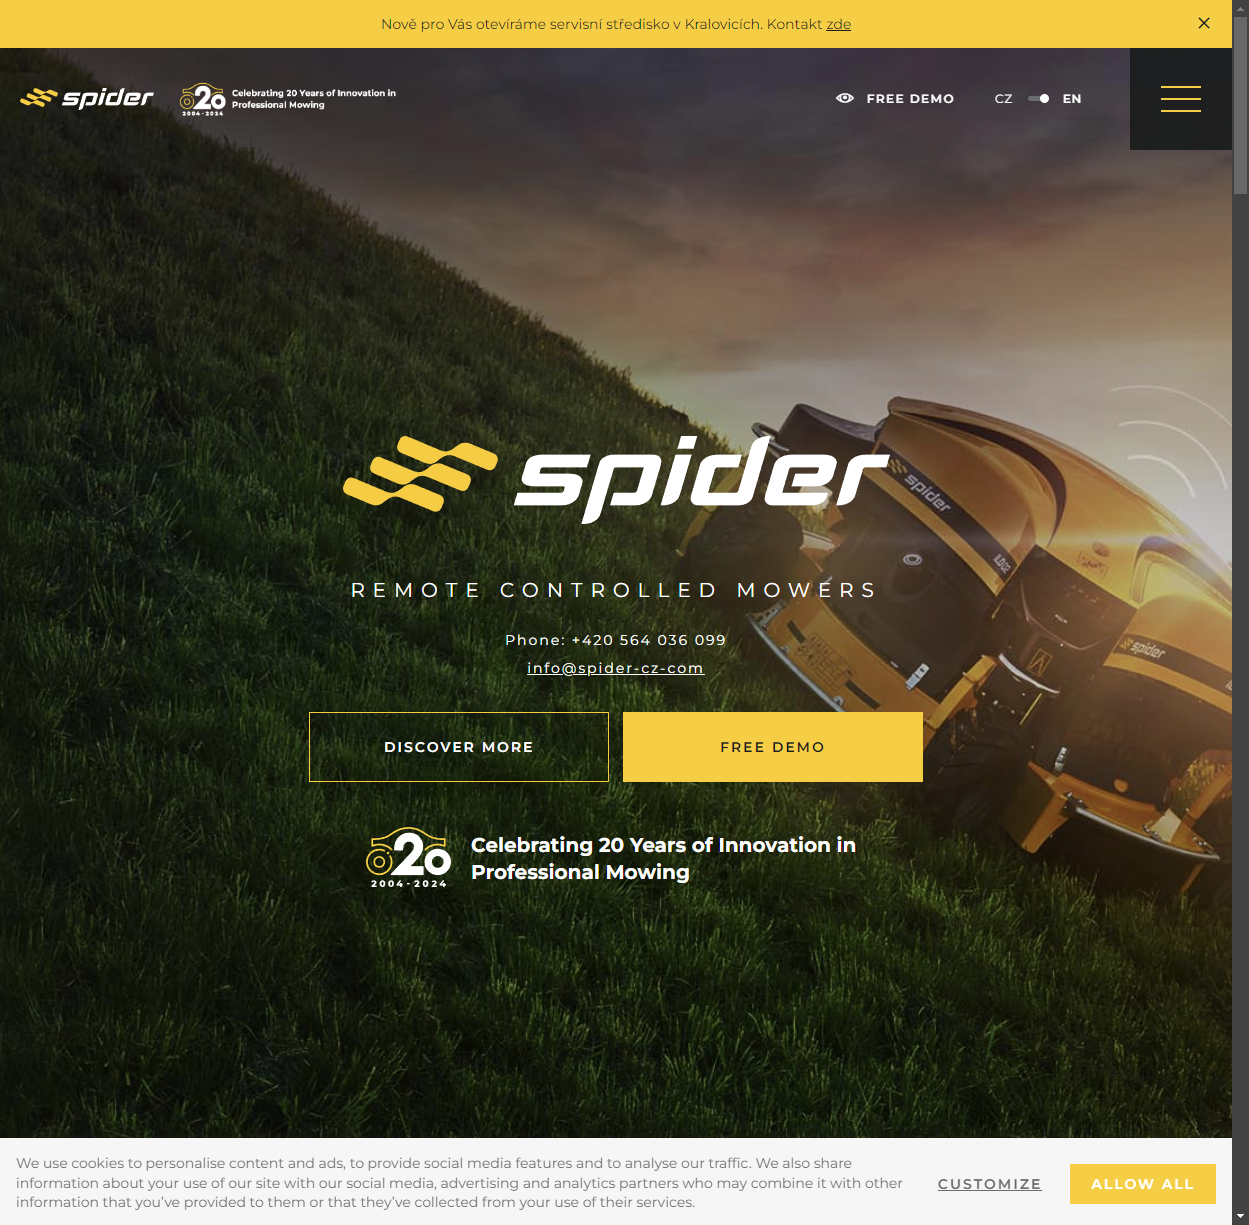 Nově pro Vás otevíráme servisní středisko v Kralovicích. Kontakt zde
spider
2o
2004-2024
Celebrating 20 Years of Innovation in
Professional Mowing
FREE DEMO
CZ
EN
spider
spider
ILD02
spider
REMOTE CONTROLLED MOWERS
Phone: +420 564 036 099
info@spider-cz-com
DISCOVER MORE
FREE DEMO
2o
2004-2024
Celebrating 20 Years of Innovation in
Professional Mowing
We use cookies to personalise content and ads, to provide social media features and to analyse our traffic. We also share
information about your use of our site with our social media, advertising and analytics partners who may combine it with other
information that you've provided to them or that they've collected from your use of their services.
CUSTOMIZE
ALLOW ALL